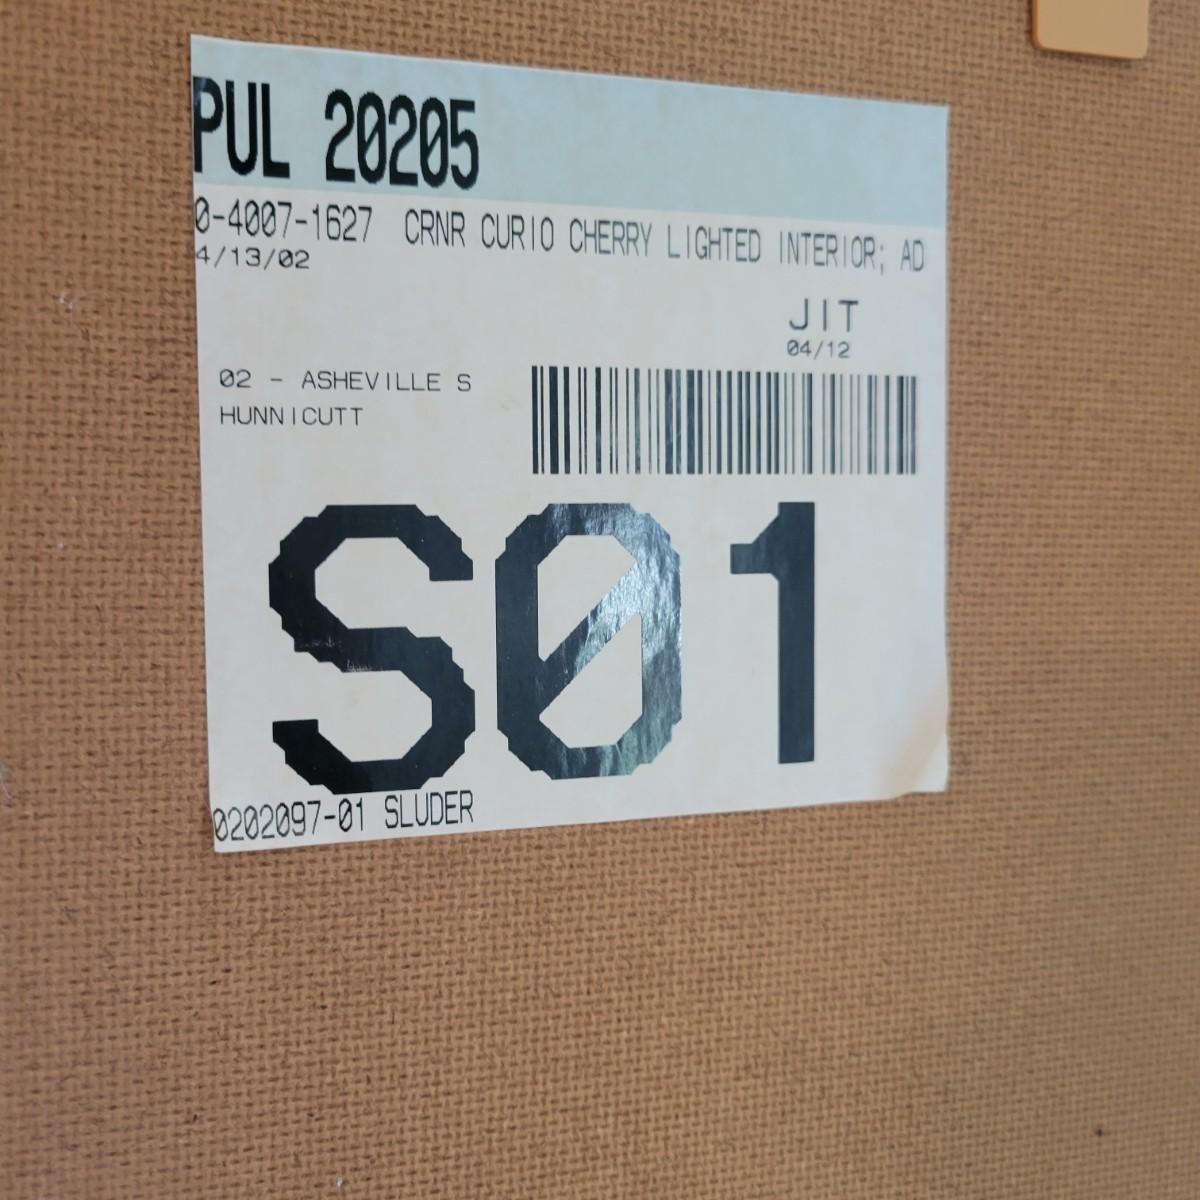 PUL 20205
0-4007-1627 CRNR CURIO CHERRY LIGHTED INTERIOR; AD
4/13/02
JIT
04/12
02 - ASHEVILLE S
HUNNICUTT
S01
0202097-01 SLUDER